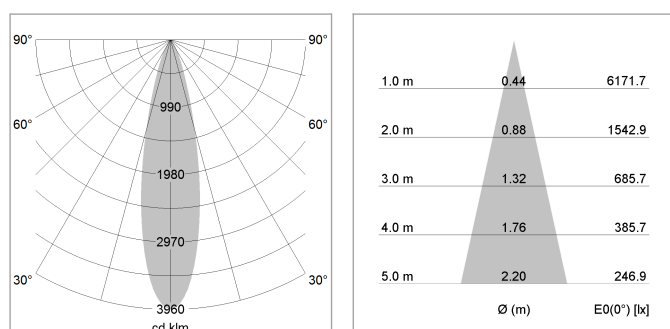 90° 90°
990
60° 60°
1980
2970
30° 30°
3960
cd klm
1.0 m 0.44 6171.7
2.0 m 0.88 1542.9
3.0 m 1.32 685.7
4.0 m 1.76 385.7
5.0 m 2.20 246.9
Ø (m) E0(0°) [lx]